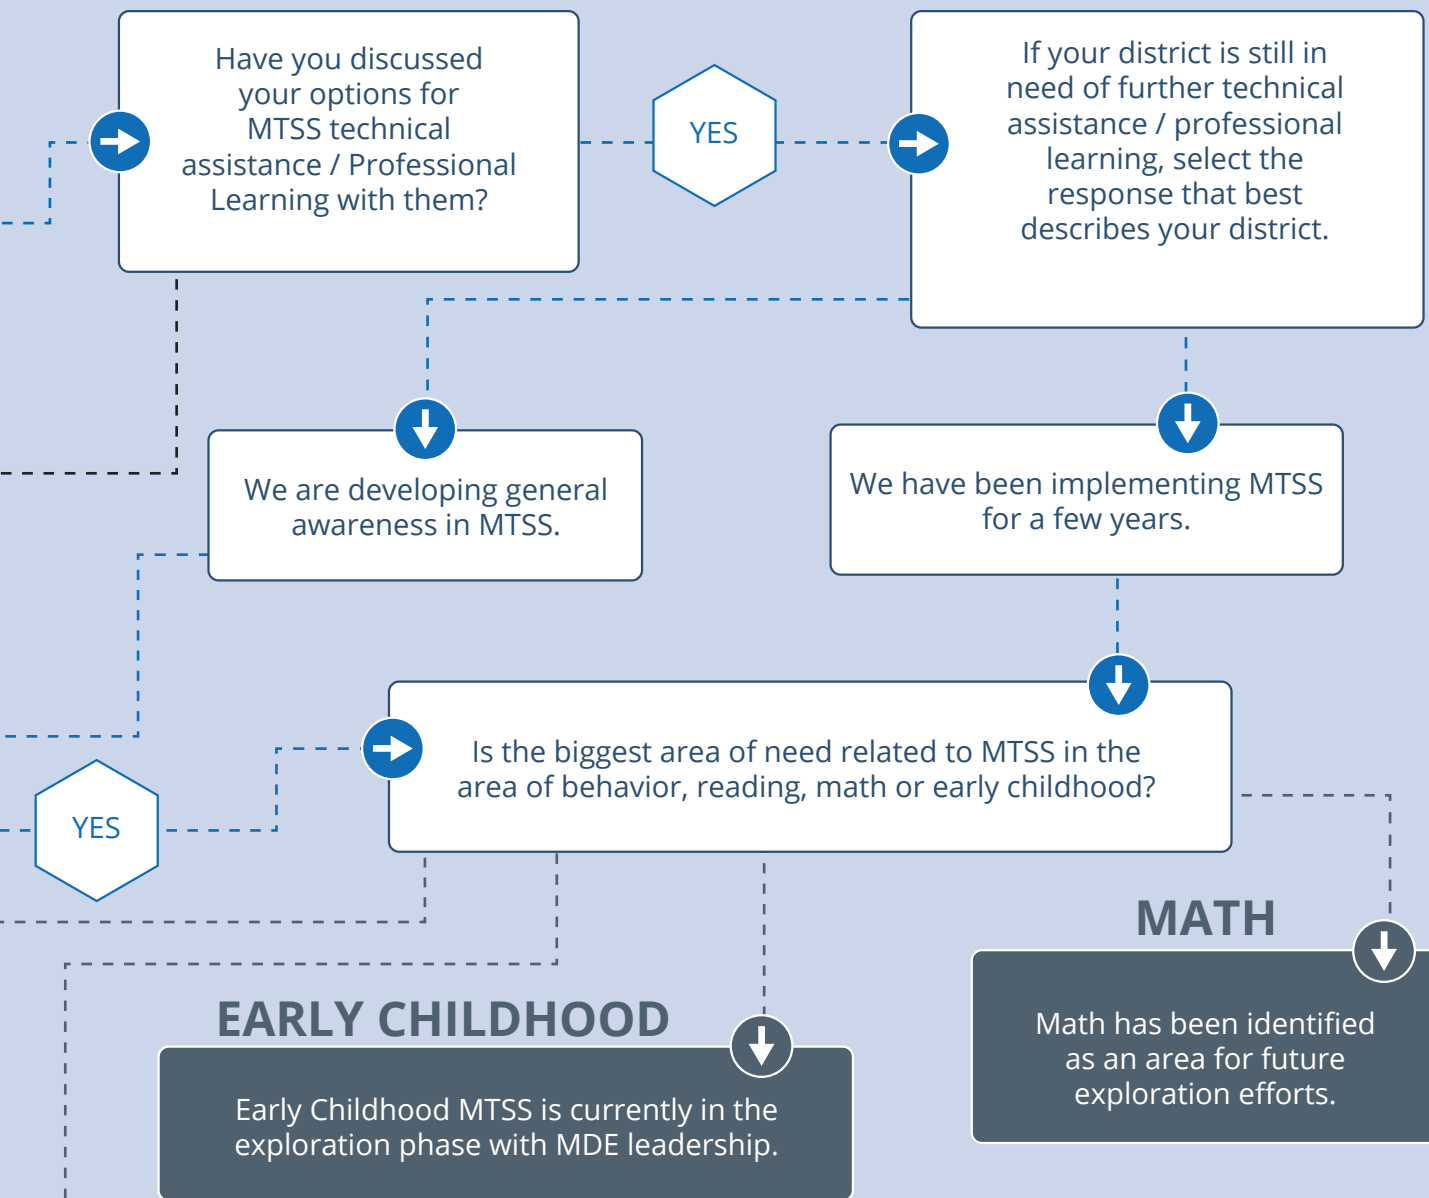 Have you discussed
your options for
MTSS technical
assistance / Professional
Learning with them?
YES
If your district is still in
need of further technical
assistance / professional
learning, select the
response that best
describes your district.
We are developing general
awareness in MTSS.
We have been implementing MTSS
for a few years.
YES
Is the biggest area of need related to MTSS in the
area of behavior, reading, math or early childhood?
EARLY CHILDHOOD
Early Childhood MTSS is currently in the
exploration phase with MDE leadership.
MATH
Math has been identified
as an area for future
exploration efforts.